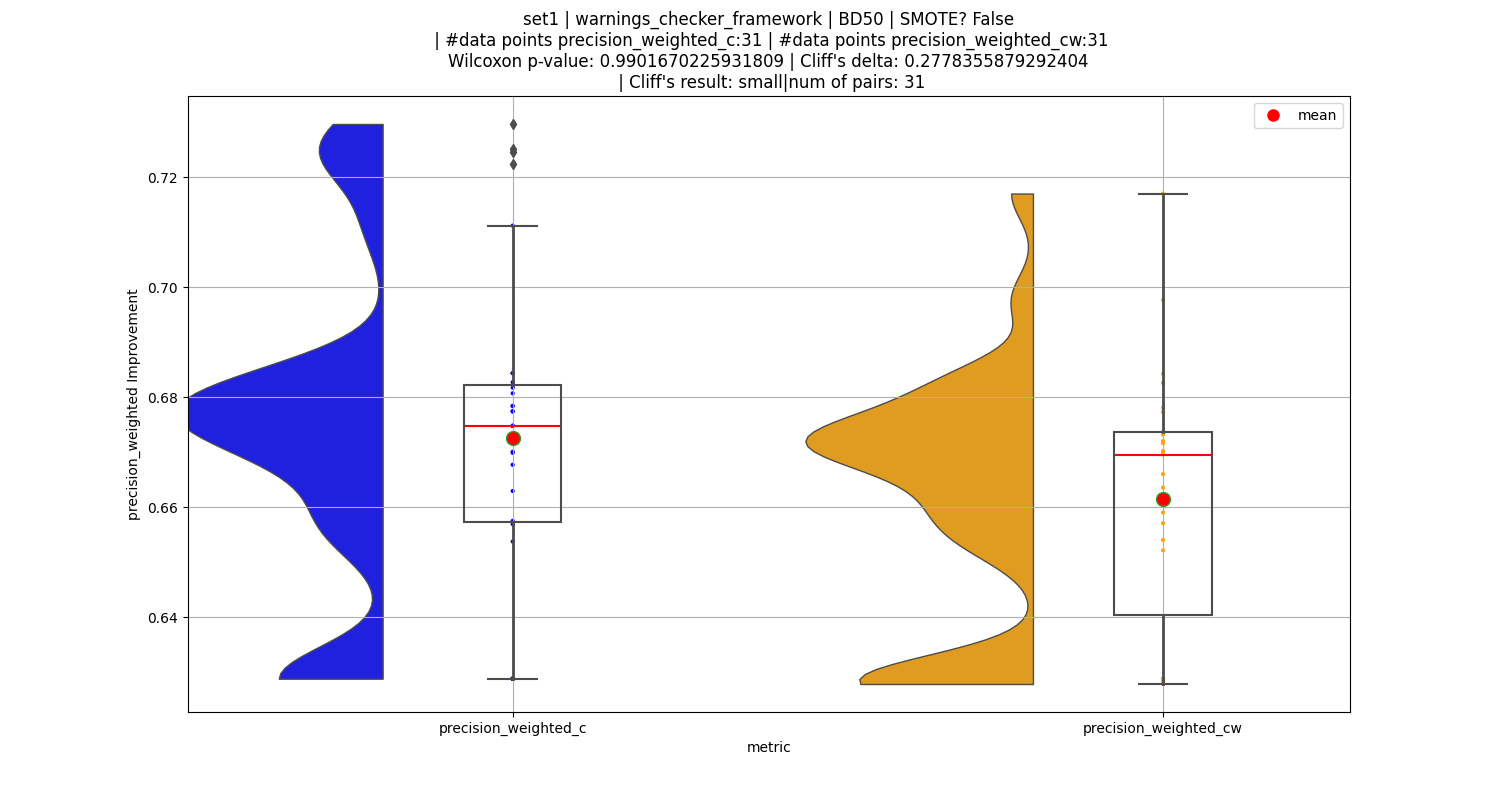 set1 | warnings_checker_framework | BD50 | SMOTE? False
| #data points precision_weighted_c:31 | #data points precision_weighted_cw:31
Wilcoxon p-value: 0.9901670225931809 | Cliff's delta: 0.2778355879292404
| Cliff's result: small|num of pairs: 31
mean
0.72
0.70
0.68
0.66
0.64
precision_weighted Improvement
precision_weighted_c
precision_weighted_cw
metric